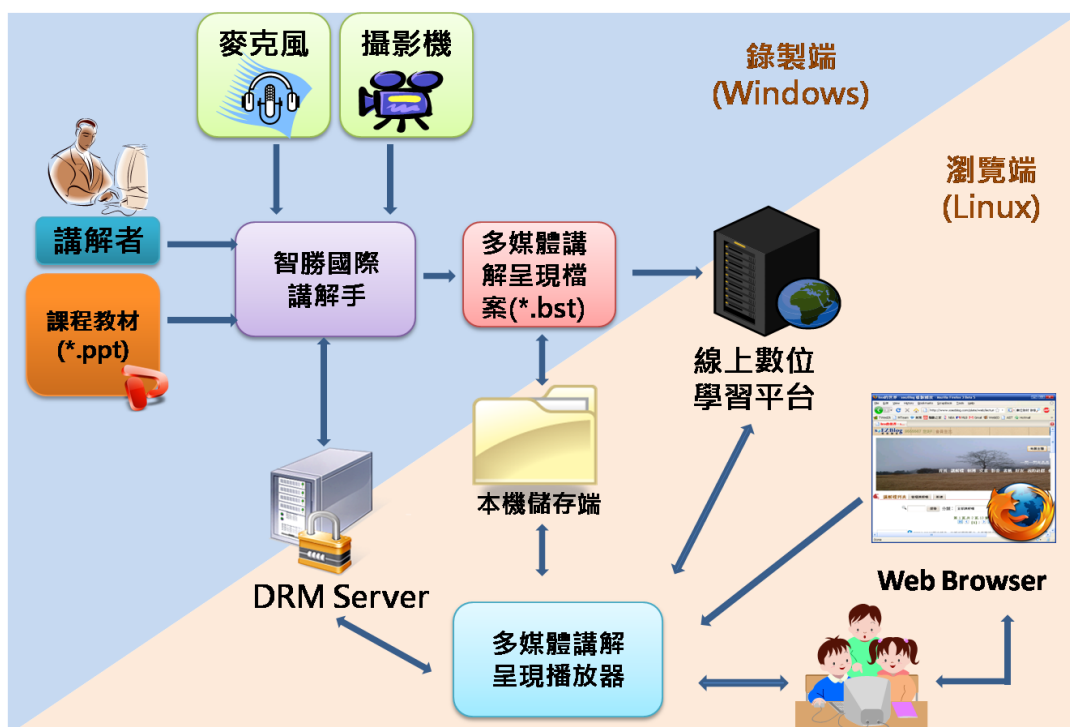 麥克風
攝影機
錄製端
(Windows)
瀏覽端
(Linux)
講解者
課程教材
(*.ppt)
智勝國際
講解手
多媒體講
解呈現檔
案(*.bst)
線上數位
學習平台
本機儲存端
DRM Server
Web Browser
多媒體講解
呈現播放器